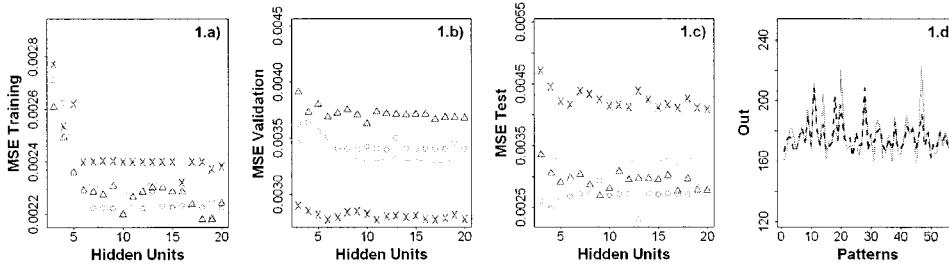 1.a)
MSE Training
0.0022 0.0024 0.0026 0.0028
5 10 15 20
Hidden Units
1.b)
MSE Validation
0.0030 0.0035 0.0040
5 10 15 20
Hidden Units
1.c)
MSE Test
0.0025 0.0035 0.0045 0.0055
5 10 15 20
Hidden Units
1.d
Out
120 160 200 240
0 10 20 30 40 50
Patterns